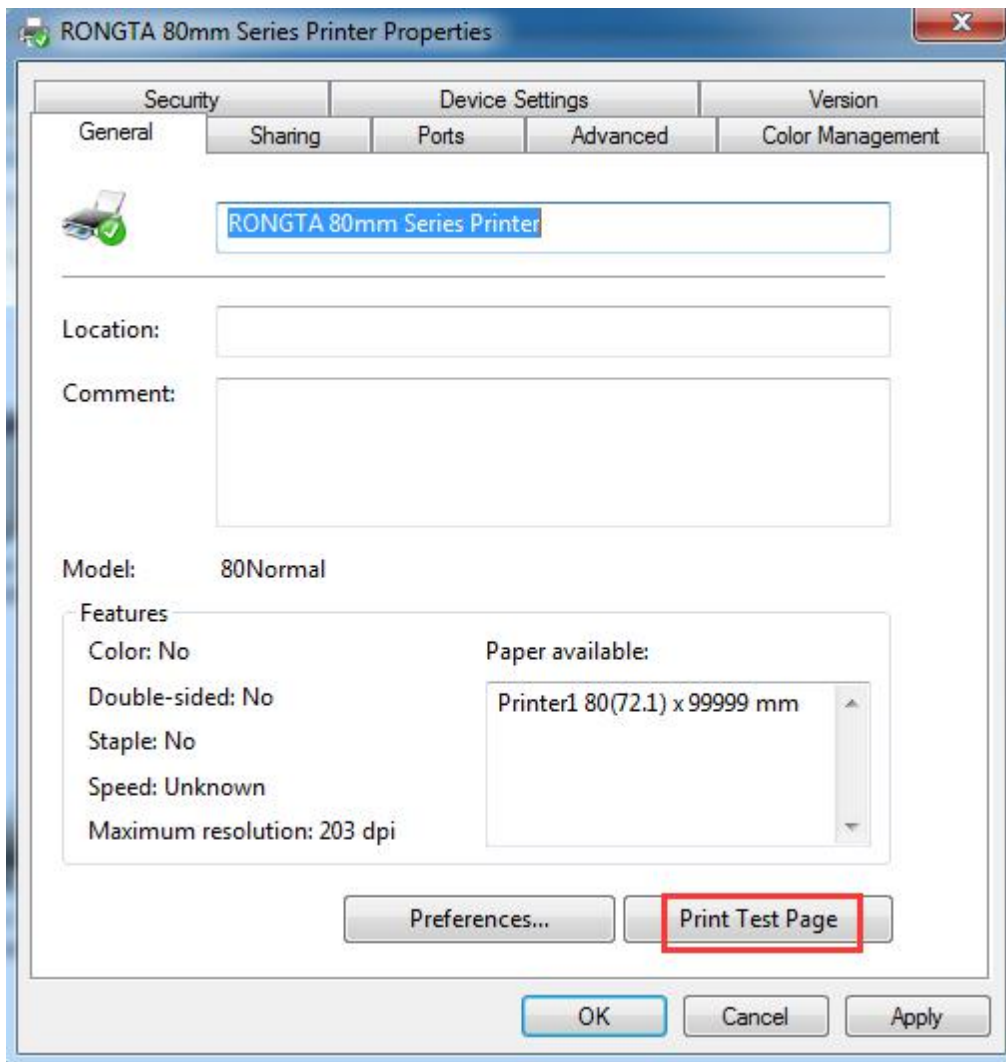 RONGTA 80mm Series Printer Properties
X
Security Device Settings Version
General Sharing Ports Advanced Color Management
RONGTA 80mm Series Printer
Location:
Comment:
Model: 80Normal
Features
Color: No
Double-sided: No
Staple: No
Speed: Unknown
Maximum resolution: 203 dpi
Paper available:
Printer1 80(72.1) x 99999 mm
Preferences... Print Test Page
OK Cancel Apply